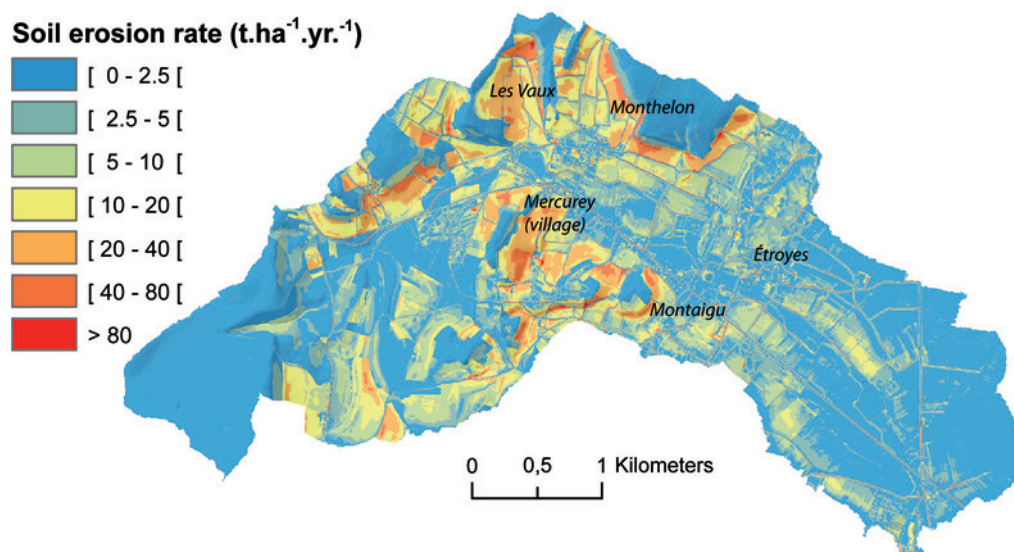 Soil erosion rate (t.ha⁻¹.yr.⁻¹)
[ 0 - 2.5 [
[ 2.5 - 5 [
[ 5 - 10 [
[ 10 - 20 [
[ 20 - 40 [
[ 40 - 80 [
> 80
Les Vaux
Monthelon
Mercurey
(village)
Étroyes
Montaigu
0 0,5 1 Kilometers